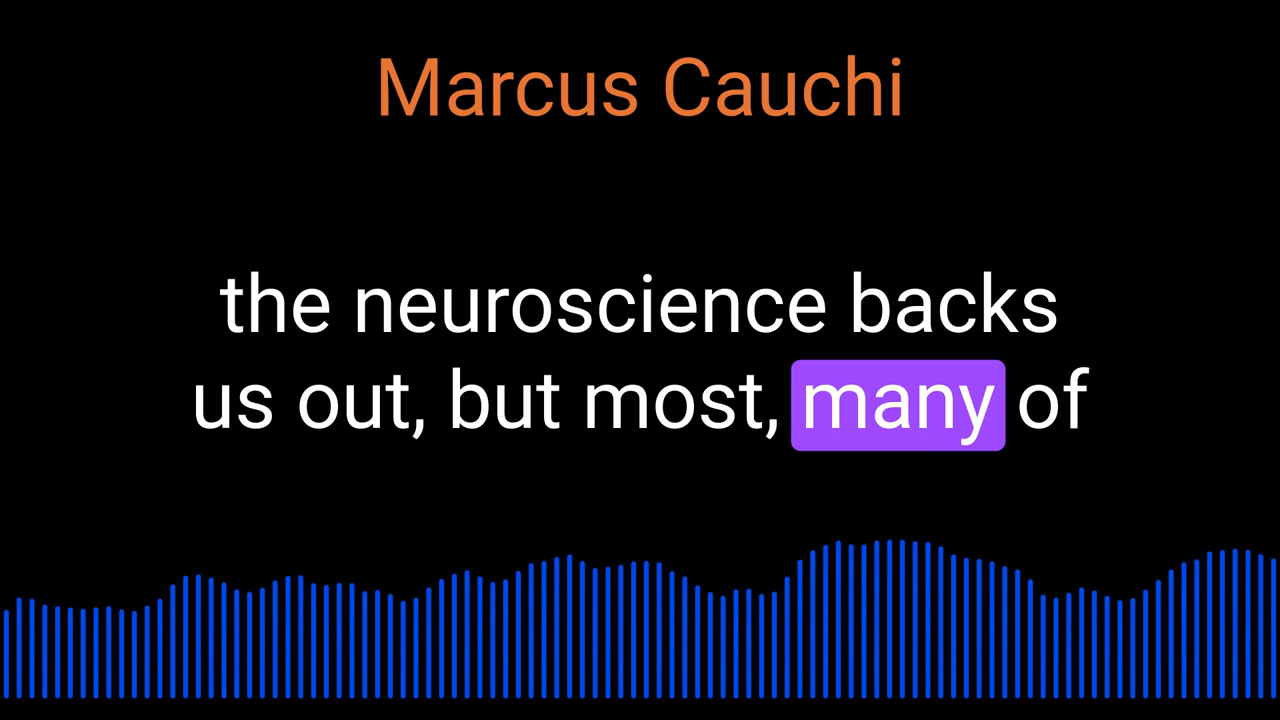 Marcus Cauchi
the neuroscience backs
us out, but most, many of